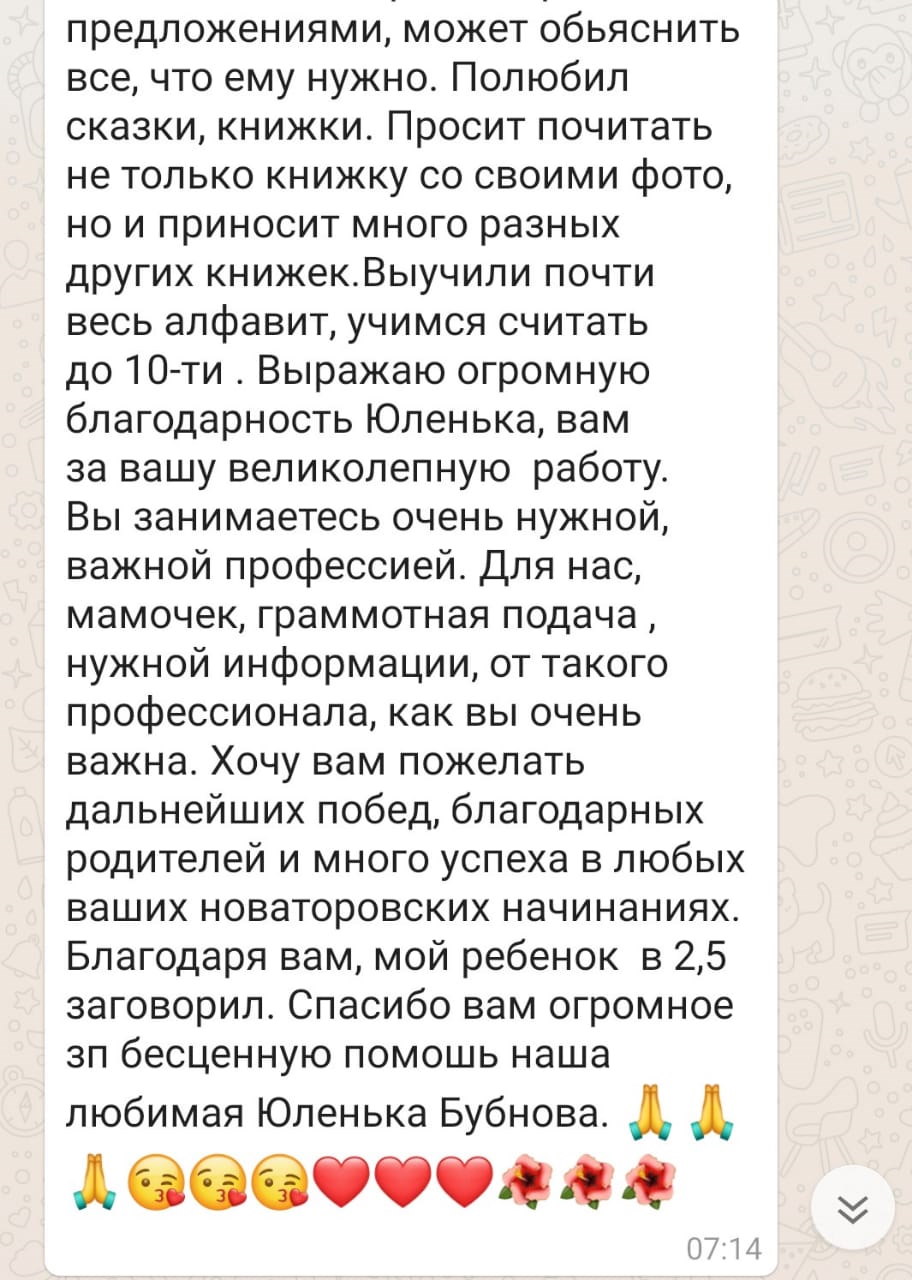 предложениями, может обьяснить
все, что ему нужно. Полюбил
сказки, книжки. Просит почитать
не только книжку со своими фото,
но и приносит много разных
других книжек.Выучили почти
весь алфавит, учимся считать
до 10-ти . Выражаю огромную
благодарность Юленька, вам
за вашу великолепную  работу.
Вы занимаетесь очень нужной,
важной профессией. Для нас,
мамочек, граммотная подача ,
нужной информации, от такого
профессионала, как вы очень
важна. Хочу вам пожелать
дальнейших побед, благодарных
родителей и много успеха в любых
ваших новаторовских начинаниях.
Благодаря вам, мой ребенок  в 2,5
заговорил. Спасибо вам огромное
зп бесценную помошь наша
любимая Юленька Бубнова. 🙏 🙏
🙏😘😘😘❤️❤️❤️🌺🌺🌺
07:14